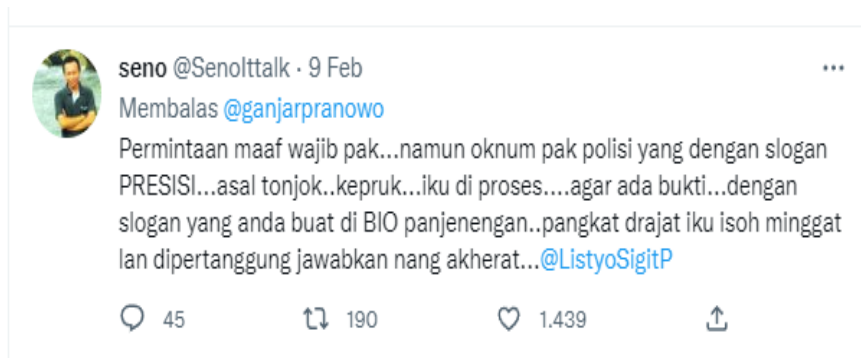 seno @SenoIttalk · 9 Feb
Membalas @ganjarpranowo
Permintaan maaf wajib pak...namun oknum pak polisi yang dengan slogan
PRESISI...asal tonjok..kepruk...iku di proses....agar ada bukti...dengan
slogan yang anda buat di BIO panjenengan..pangkat drajat iku isoh minggat
lan dipertanggung jawabkan nang akherat...@ListyoSigitP
45 190 1.439